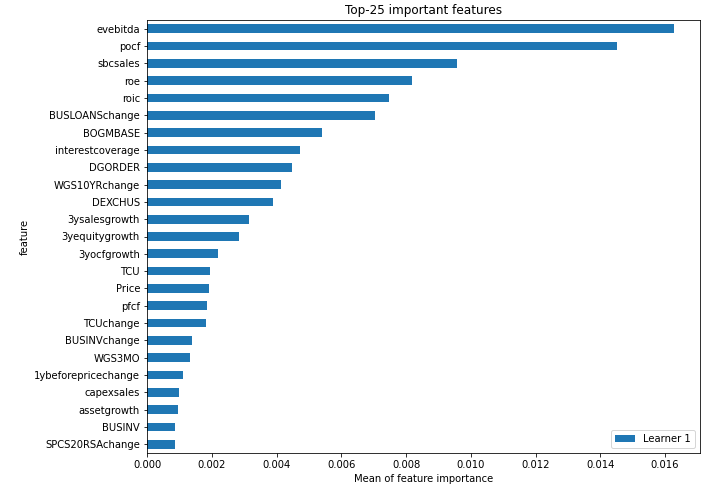 Top-25 important features
evebitda
pocf
sbcsales
roe
roic
BUSLOANSchange
BOGMBASE
interestcoverage
DGORDER
WGS10YRchange
DEXCHUS
3ysalesgrowth
3yequitygrowth
3yocfgrowth
TCU
Price
pfcf
TCUchange
BUSINVchange
WGS3MO
1ybeforepricechange
capexsales
assetgrowth
BUSINV
SPCS20RSAchange
feature
Learner 1
0.000 0.002 0.004 0.006 0.008 0.010 0.012 0.014 0.016
Mean of feature importance